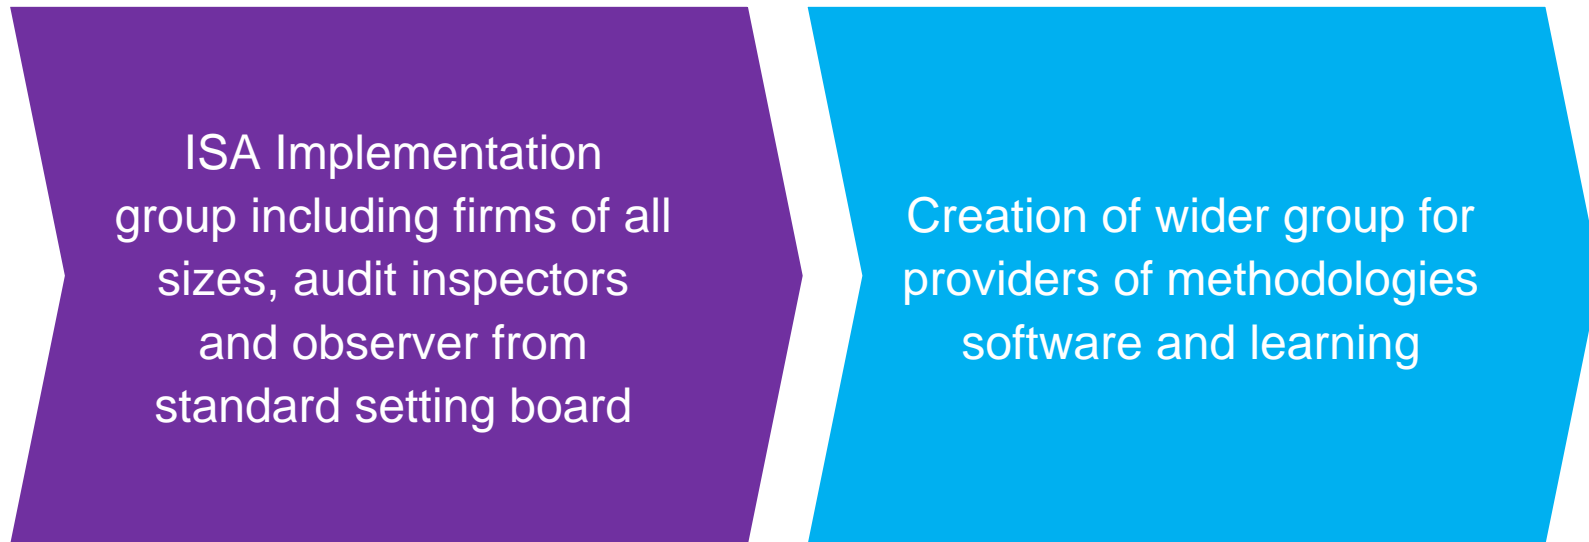 ISA Implementation
group including firms of all
sizes, audit inspectors
and observer from
standard setting board
Creation of wider group for
providers of methodologies
software and learning